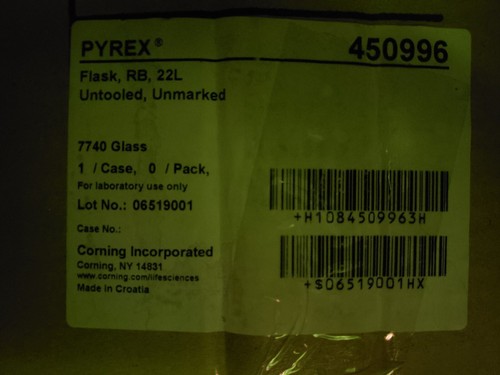 PYREX® 450996
Flask, RB, 22L
Untooled, Unmarked
7740 Glass
1 / Case, 0 / Pack,
For laboratory use only
Lot No.: 06519001
+H1084509963H
Case No.:
Corning Incorporated
Corning, NY 14831
www.corning.com/lifesciences
Made in Croatia
+$06519001HX